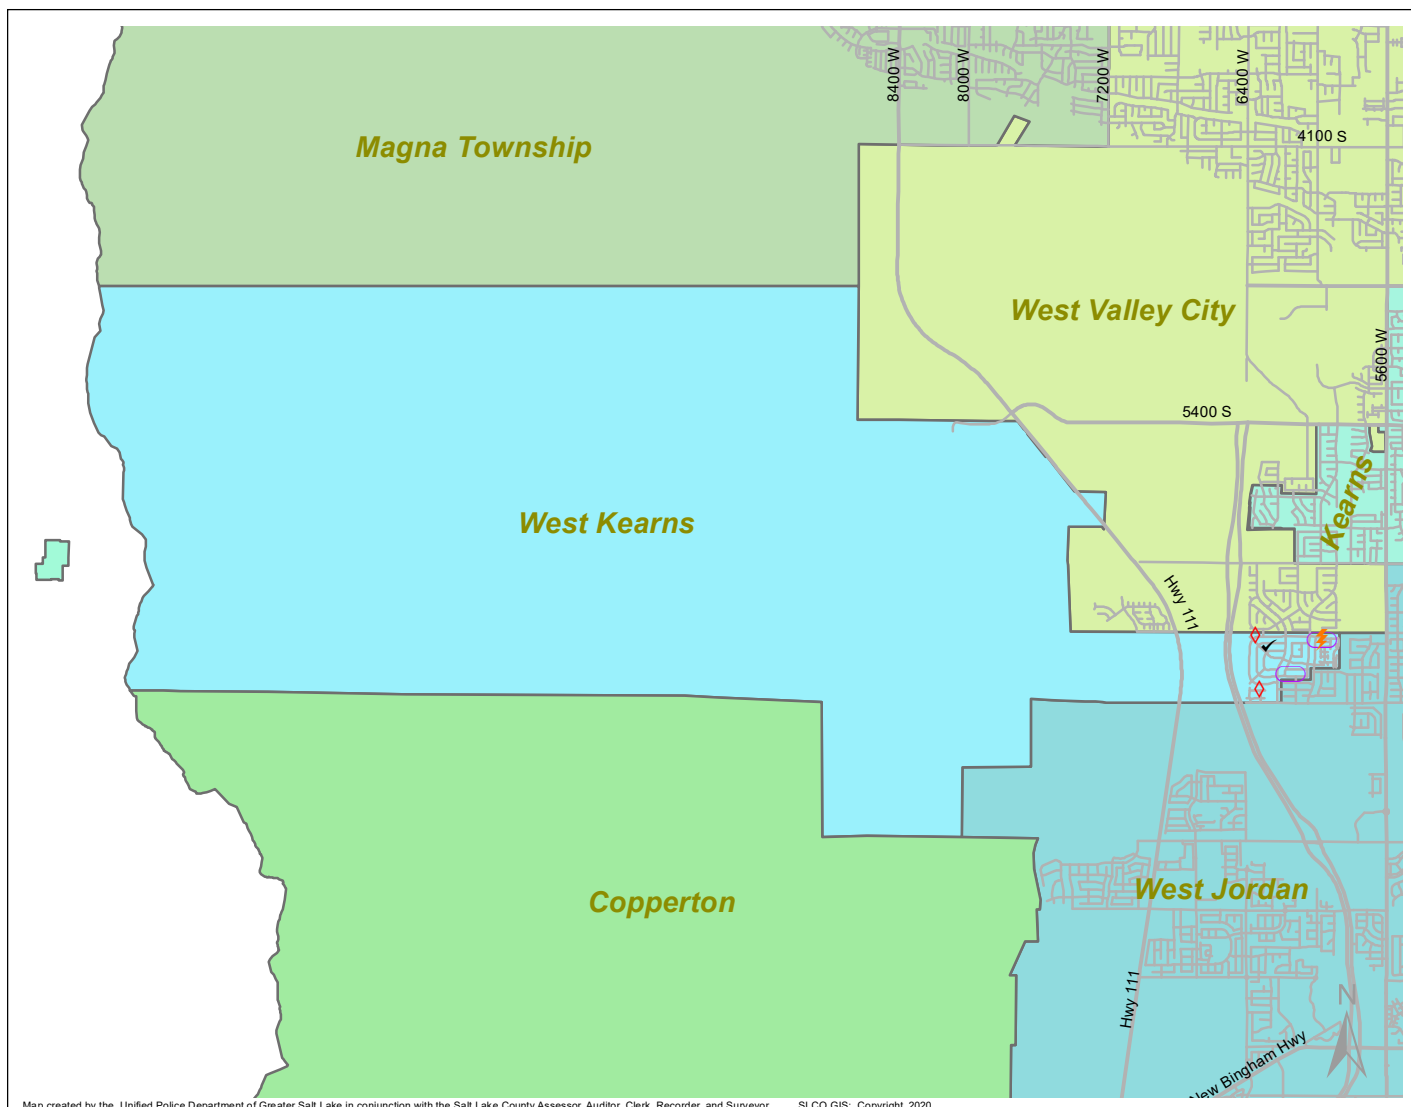 8400 W
8000 W
7200 W
6400 W
4100 S
Magna Township
West Valley City
5600 W
5400 S
Kearns
West Kearns
Hwy 111
West Jordan
Copperton
Hwy 111
N
New Bingham Hwy
Map created by the Unified Police Department of Greater Salt Lake in conjunction with the Salt Lake County Assessor, Auditor, Clerk, Recorder, and Surveyor. SLCO GIS: Copyright 2020